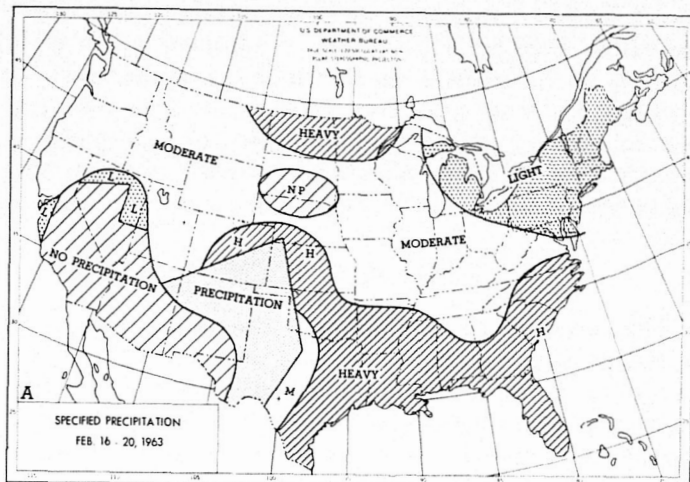 U.S. DEPARTMENT OF COMMERCE
WEATHER BUREAU
HEAVY
MODERATE
LIGHT
L
L
L
N P
H
H
MODERATE
NO PRECIPITATION
PRECIPITATION
H
HEAVY
M
A
SPECIFIED PRECIPITATION
FEB. 16 - 20, 1963